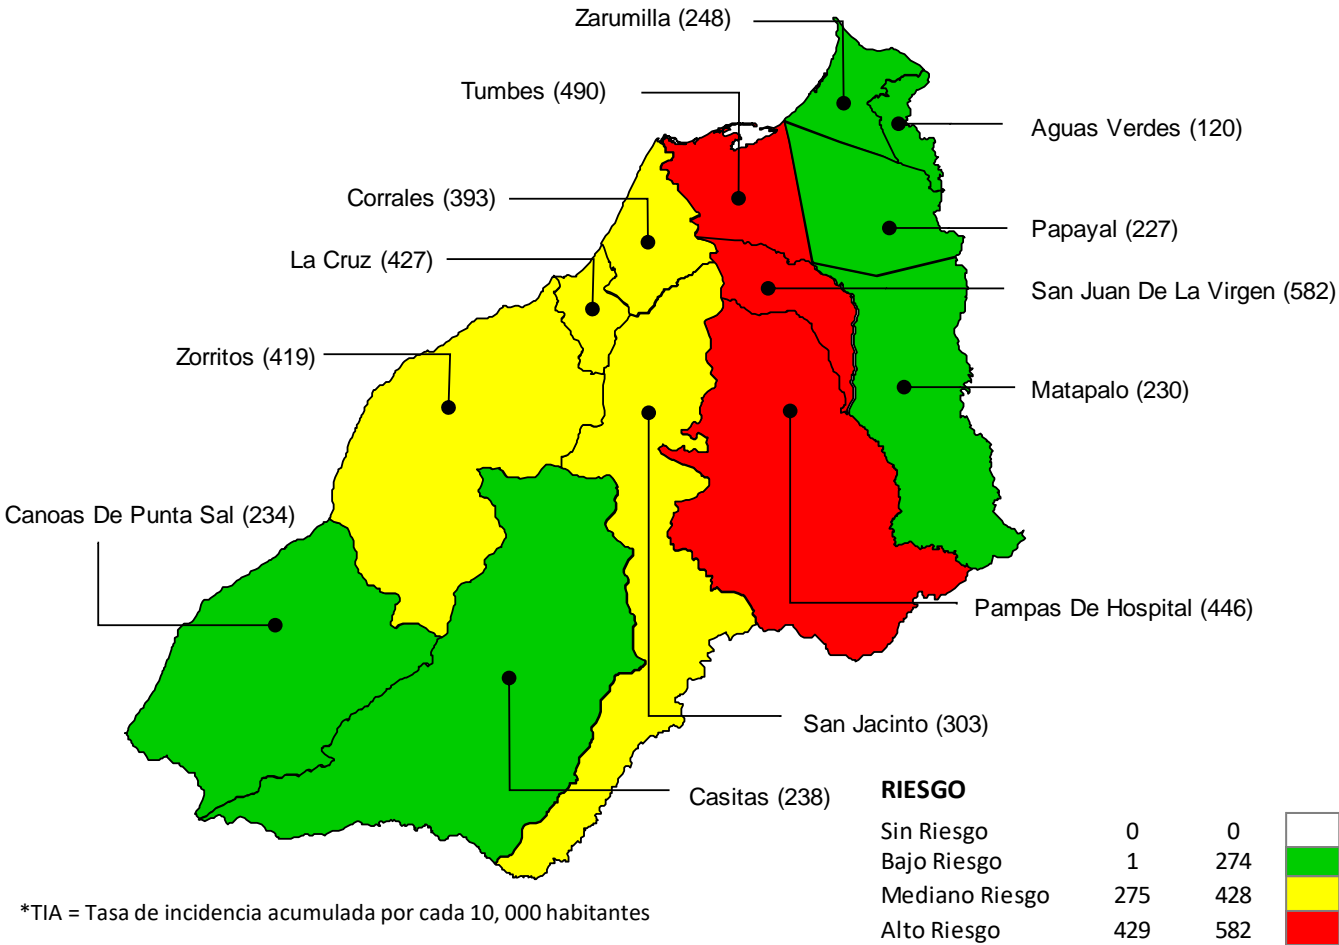 Zarumilla (248)
Tumbes (490)
Aguas Verdes (120)
Corrales (393)
Papayal (227)
La Cruz (427)
San Juan De La Virgen (582)
Zorritos (419)
Matapalo (230)
Canoas De Punta Sal (234)
Pampas De Hospital (446)
San Jacinto (303)
Casitas (238)
RIESGO
Sin Riesgo 0 0
Bajo Riesgo 1 274
Mediano Riesgo 275 428
Alto Riesgo 429 582
*TIA = Tasa de incidencia acumulada por cada 10, 000 habitantes